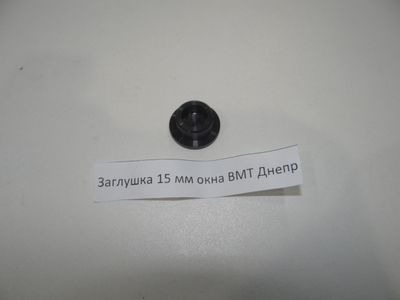 Заглушка 15 мм окна ВМТ Днепр